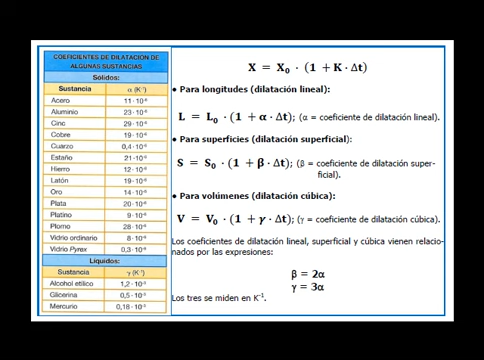 COEFICIENTES DE DILATACIÓN DE
ALGUNAS SUSTANCIAS
Sólidos:
Sustancia α (K⁻¹)
Acero 11·10⁻⁶
Aluminio 23·10⁻⁶
Cinc 29·10⁻⁶
Cobre 19·10⁻⁶
Cuarzo 0,4·10⁻⁶
Estaño 21·10⁻⁶
Hierro 12·10⁻⁶
Latón 19·10⁻⁶
Oro 14·10⁻⁶
Plata 20·10⁻⁶
Platino 9·10⁻⁶
Plomo 28·10⁻⁶
Vidrio ordinario 8·10⁻⁶
Vidrio Pyrex 0,3·10⁻⁶
Líquidos:
Sustancia γ (K⁻¹)
Alcohol etílico 1,2·10⁻³
Glicerina 0,5·10⁻³
Mercurio 0,18·10⁻³
X = X₀ · (1 + K · Δt)
● Para longitudes (dilatación lineal):
L = L₀ · (1 + α · Δt); (α = coeficiente de dilatación lineal).
● Para superficies (dilatación superficial):
S = S₀ · (1 + β · Δt); (β = coeficiente de dilatación super-
ficial).
● Para volúmenes (dilatación cúbica):
V = V₀ · (1 + γ · Δt); (γ = coeficiente de dilatación cúbica).
Los coeficientes de dilatación lineal, superficial y cúbica vienen relacio-
nados por las expresiones:
β = 2α
γ = 3α
Los tres se miden en K⁻¹.